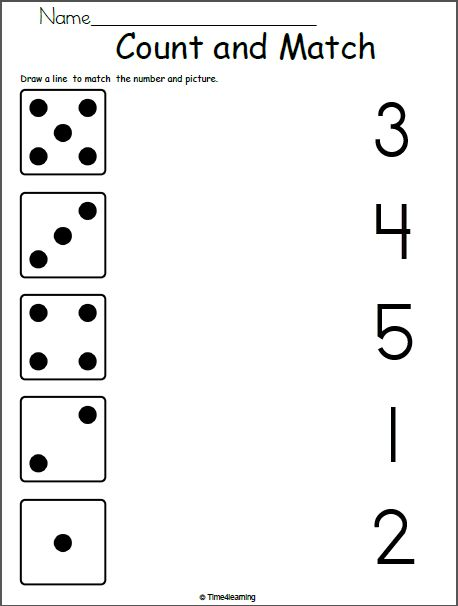 Name
Count and Match
Draw a line to match the number and picture.
3
4
5
1
2
© Time4learning